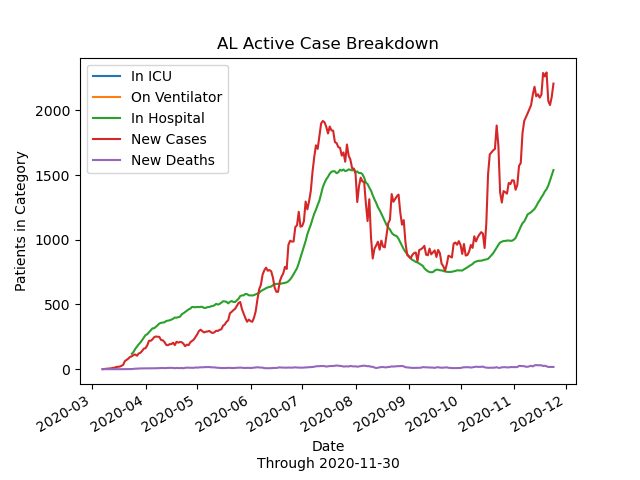 AL Active Case Breakdown
In ICU
On Ventilator
In Hospital
New Cases
New Deaths
Patients in Category
2000
1500
1000
500
0
2020-03
2020-04
2020-05
2020-06
2020-07
2020-08
2020-09
2020-10
2020-11
2020-12
Date
Through 2020-11-30